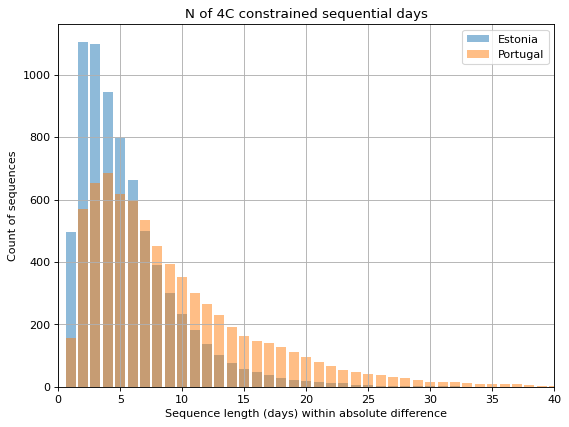 N of 4C constrained sequential days
Estonia
Portugal
Count of sequences
1000
800
600
400
200
0
0 5 10 15 20 25 30 35 40
Sequence length (days) within absolute difference